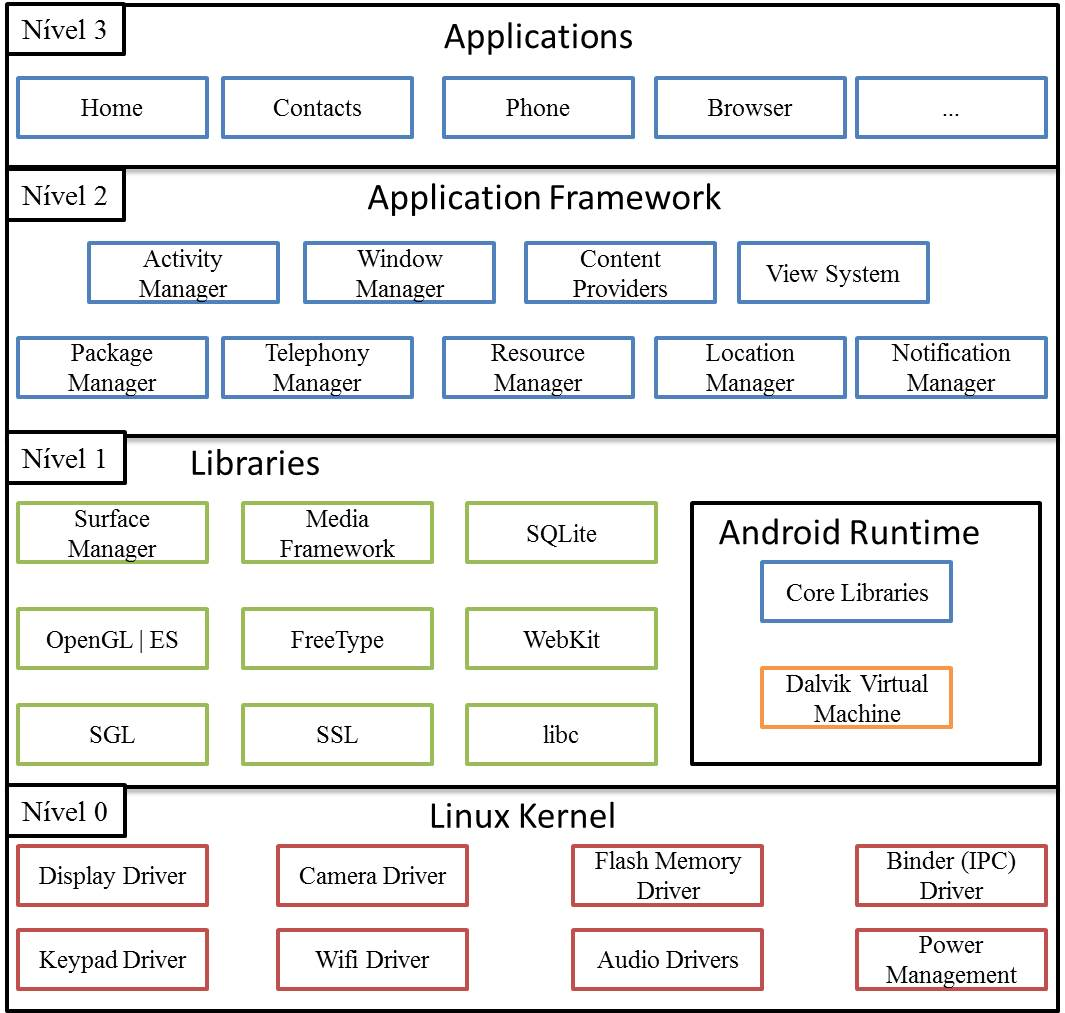 Nível 3
Applications
Home
Contacts
Phone
Browser
...
Nível 2
Application Framework
Activity
Manager
Window
Manager
Content
Providers
View System
Package
Manager
Telephony
Manager
Resource
Manager
Location
Manager
Notification
Manager
Nível 1
Libraries
Surface
Manager
Media
Framework
SQLite
OpenGL | ES
FreeType
WebKit
SGL
SSL
libc
Android Runtime
Core Libraries
Dalvik Virtual
Machine
Nível 0
Linux Kernel
Display Driver
Camera Driver
Flash Memory
Driver
Binder (IPC)
Driver
Keypad Driver
Wifi Driver
Audio Drivers
Power
Management